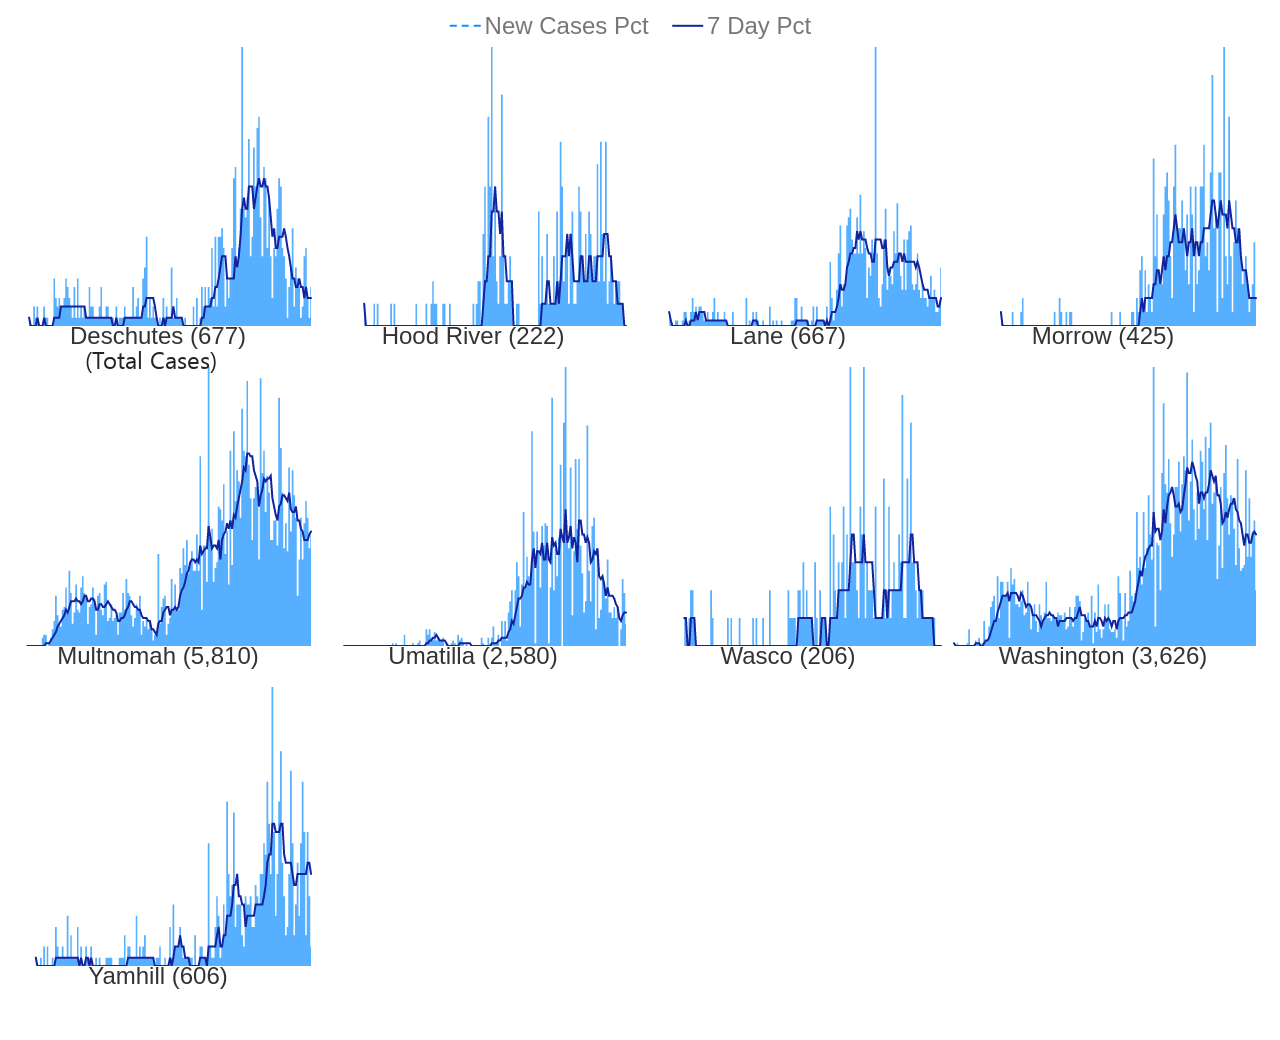 New Cases Pct 7 Day Pct
Deschutes (677) Hood River (222) Lane (667) Morrow (425)
(Total Cases)
Multnomah (5,810) Umatilla (2,580) Wasco (206) Washington (3,626)
Yamhill (606)